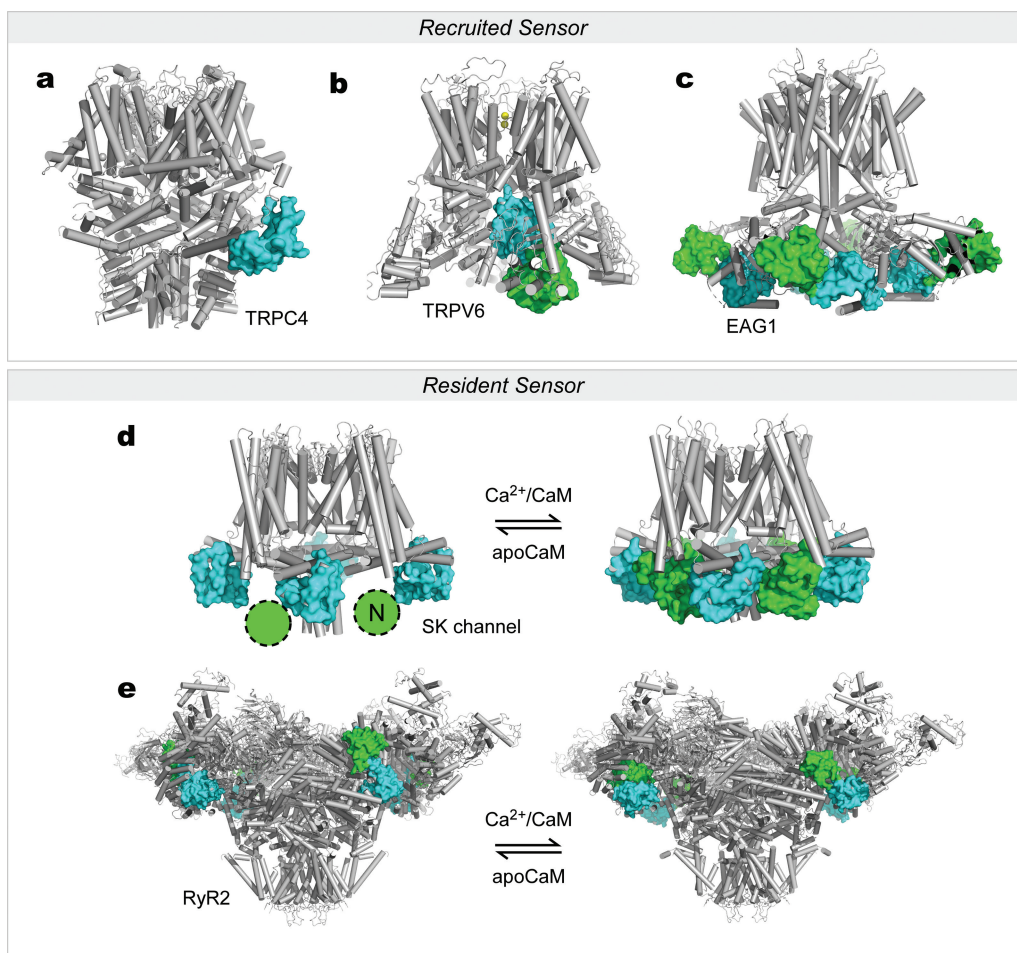 Recruited Sensor
a
b
c
TRPC4
TRPV6
EAG1
Resident Sensor
d
Ca2+/CaM
apoCaM
N
SK channel
e
Ca2+/CaM
apoCaM
RyR2